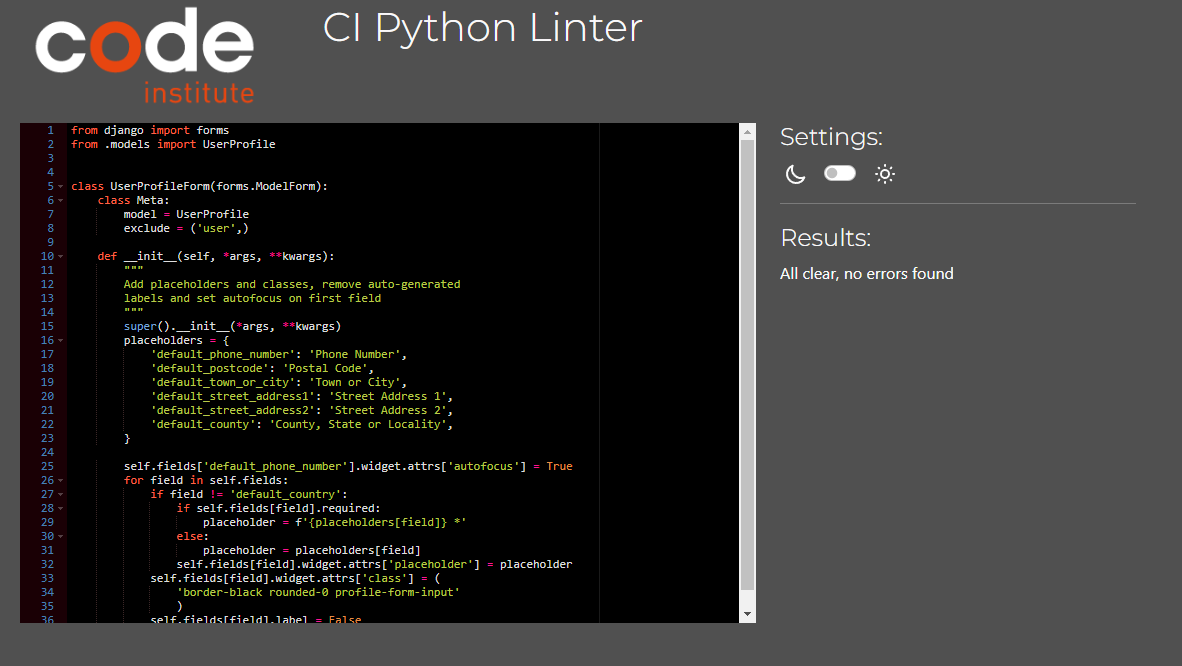 code
institute
CI Python Linter
1 from django import forms
2 from .models import UserProfile
3
4
5 class UserProfileForm(forms.ModelForm):
6     class Meta:
7         model = UserProfile
8         exclude = ('user',)
9
10     def __init__(self, *args, **kwargs):
11         """
12         Add placeholders and classes, remove auto-generated
13         labels and set autofocus on first field
14         """
15         super().__init__(*args, **kwargs)
16         placeholders = {
17             'default_phone_number': 'Phone Number',
18             'default_postcode': 'Postal Code',
19             'default_town_or_city': 'Town or City',
20             'default_street_address1': 'Street Address 1',
21             'default_street_address2': 'Street Address 2',
22             'default_county': 'County, State or Locality',
23         }
24
25         self.fields['default_phone_number'].widget.attrs['autofocus'] = True
26         for field in self.fields:
27             if field != 'default_country':
28                 if self.fields[field].required:
29                     placeholder = f'{placeholders[field]} *'
30                 else:
31                     placeholder = placeholders[field]
32                 self.fields[field].widget.attrs['placeholder'] = placeholder
33             self.fields[field].widget.attrs['class'] = (
34                 'border-black rounded-0 profile-form-input'
35                 )
36             self.fields[field].label = False
Settings:
Results:
All clear, no errors found